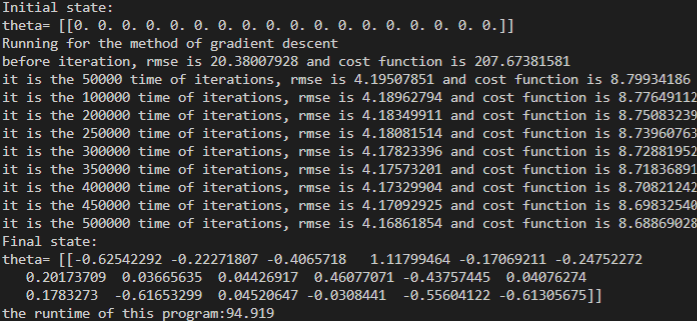 Initial state:
theta= [[0. 0. 0. 0. 0. 0. 0. 0. 0. 0. 0. 0. 0. 0. 0. 0. 0. 0.]]
Running for the method of gradient descent
before iteration, rmse is 20.38007928 and cost function is 207.67381581
it is the 50000 time of iterations, rmse is 4.19507851 and cost function is 8.79934186
it is the 100000 time of iterations, rmse is 4.18962794 and cost function is 8.77649112
it is the 200000 time of iterations, rmse is 4.18349911 and cost function is 8.75083239
it is the 250000 time of iterations, rmse is 4.18081514 and cost function is 8.73960763
it is the 300000 time of iterations, rmse is 4.17823396 and cost function is 8.72881952
it is the 350000 time of iterations, rmse is 4.17573201 and cost function is 8.71836891
it is the 400000 time of iterations, rmse is 4.17329904 and cost function is 8.70821242
it is the 450000 time of iterations, rmse is 4.17092925 and cost function is 8.69832540
it is the 500000 time of iterations, rmse is 4.16861854 and cost function is 8.68869028
Final state:
theta= [[-0.62542292 -0.22271807 -0.4065718   1.11799464 -0.17069211 -0.24752272
0.20173709  0.03665635  0.04426917  0.46077071 -0.43757445  0.04076274
0.1783273  -0.61653299  0.04520647 -0.0308441  -0.55604122 -0.61305675]]
the runtime of this program:94.919